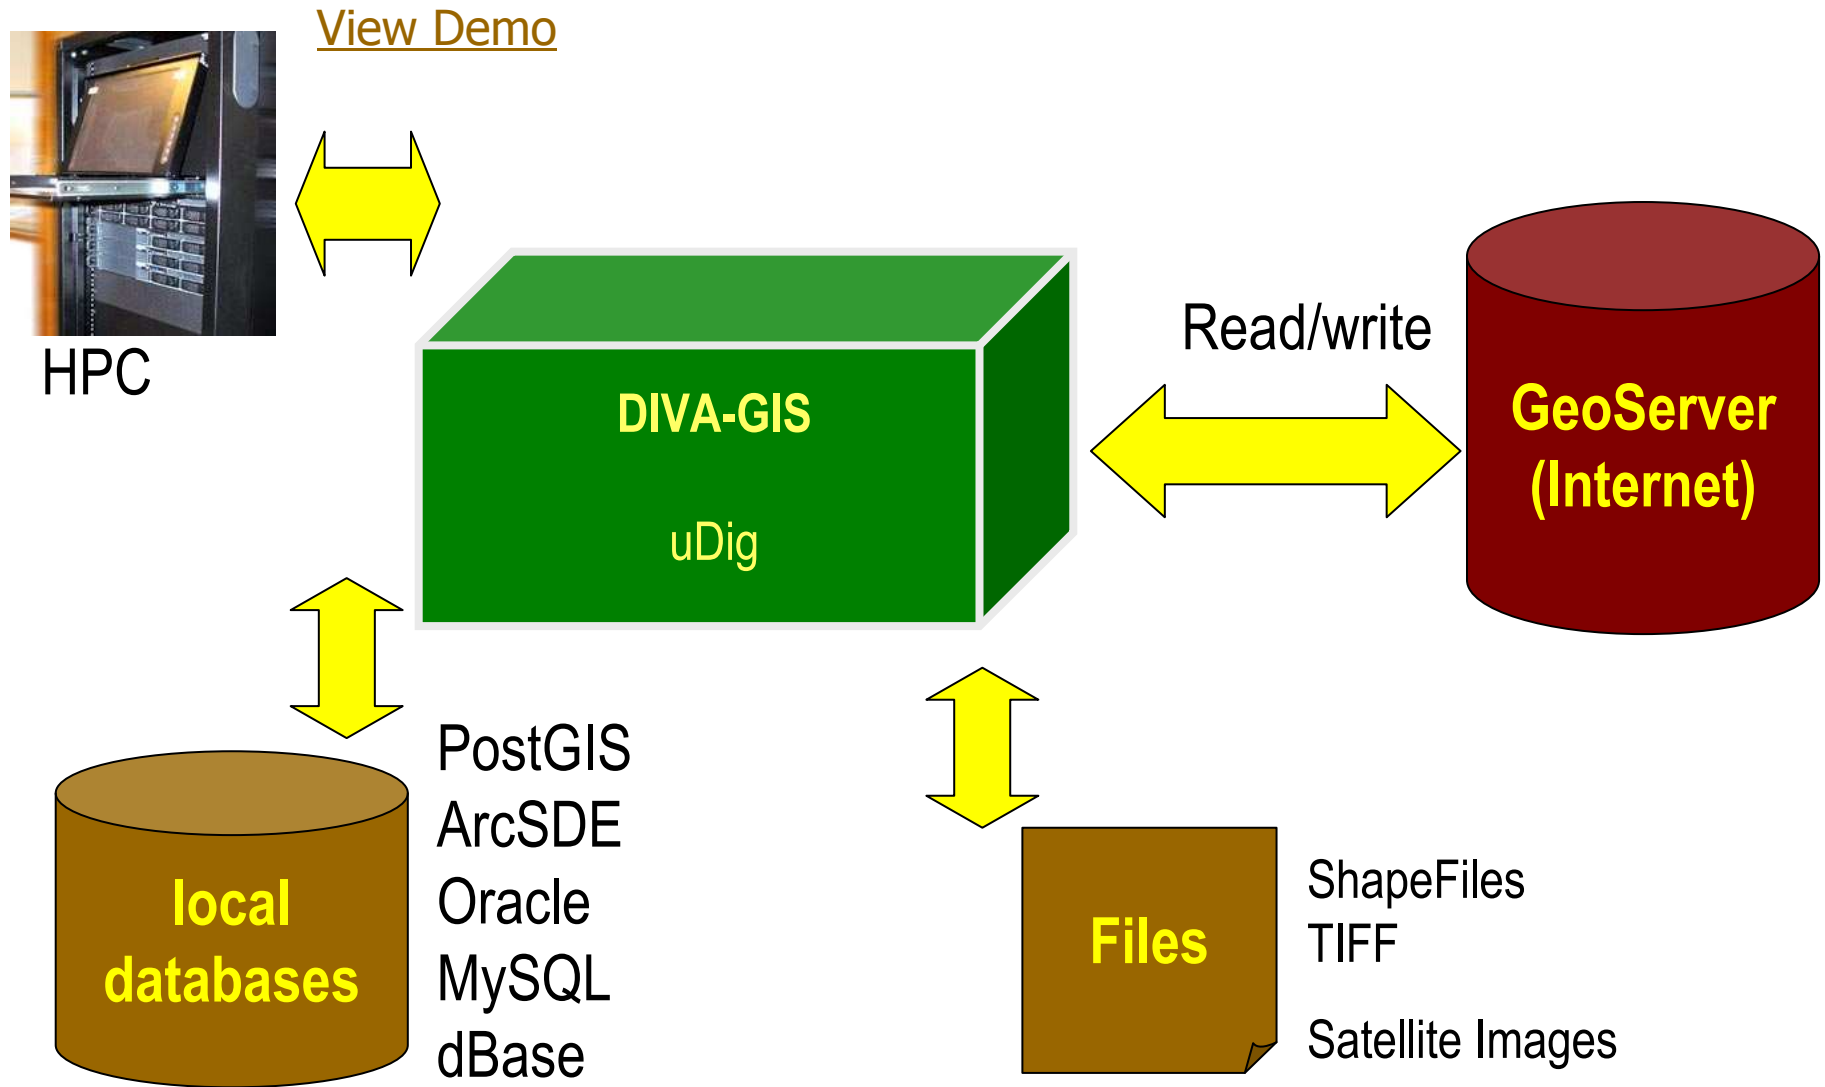 View Demo
HPC
DIVA-GIS
uDig
Read/write
GeoServer
(Internet)
local
databases
PostGIS
ArcSDE
Oracle
MySQL
dBase
Files
ShapeFiles
TIFF
Satellite Images